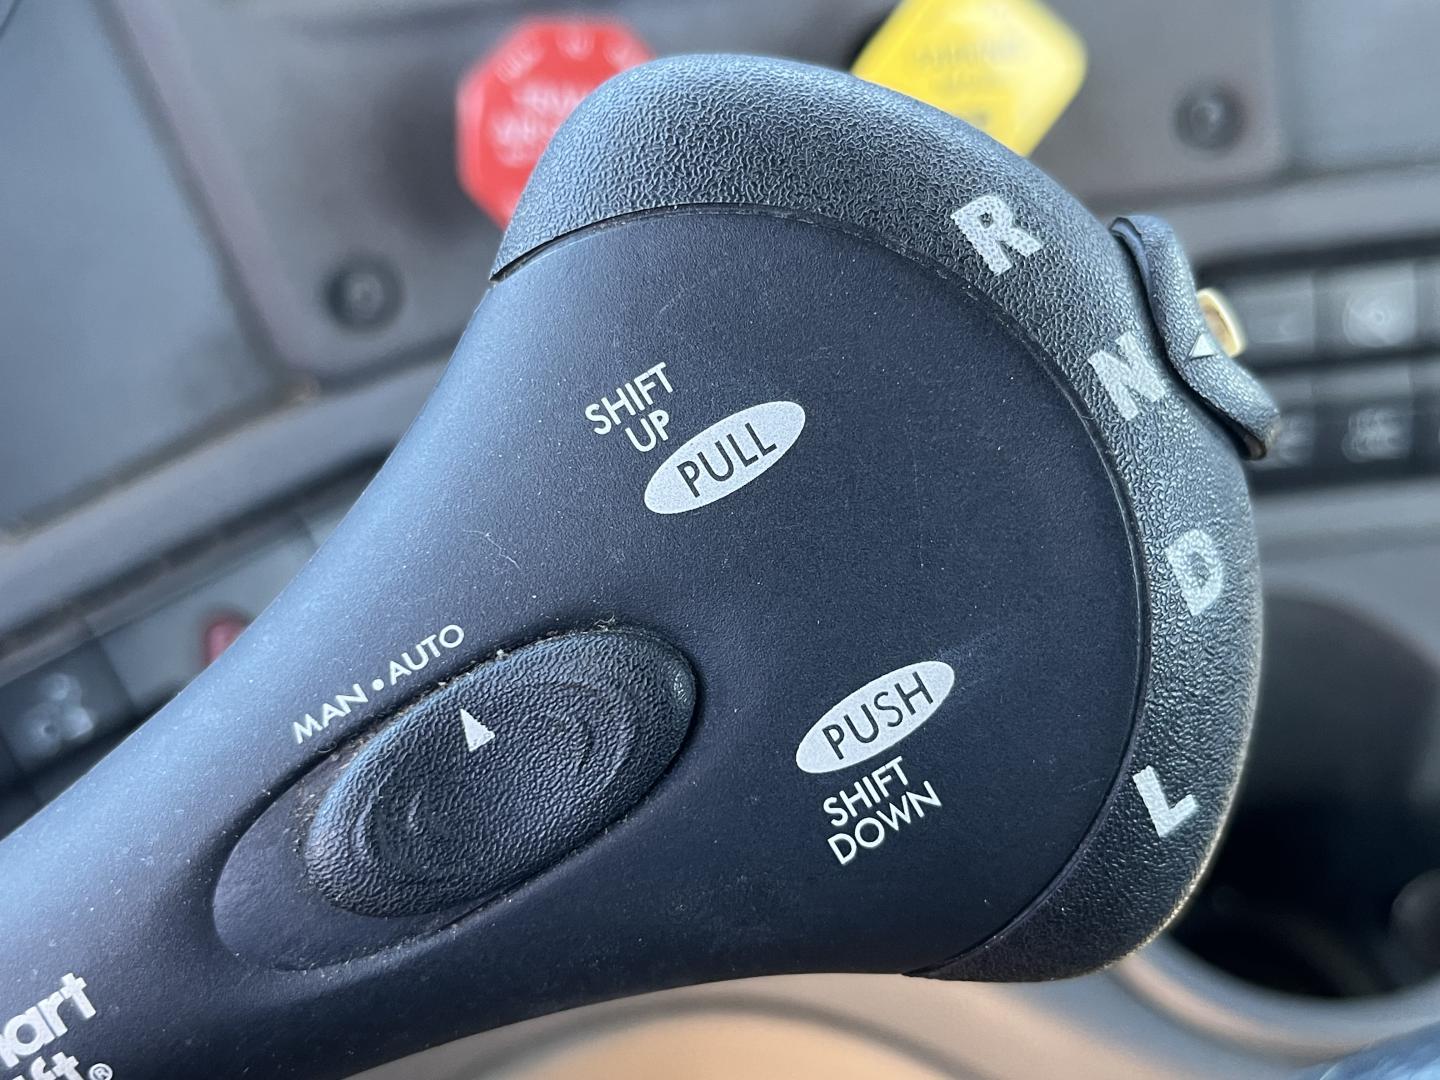 R
N
SHIFT
UP
PULL
D
MAN•AUTO
PUSH
SHIFT
DOWN
L